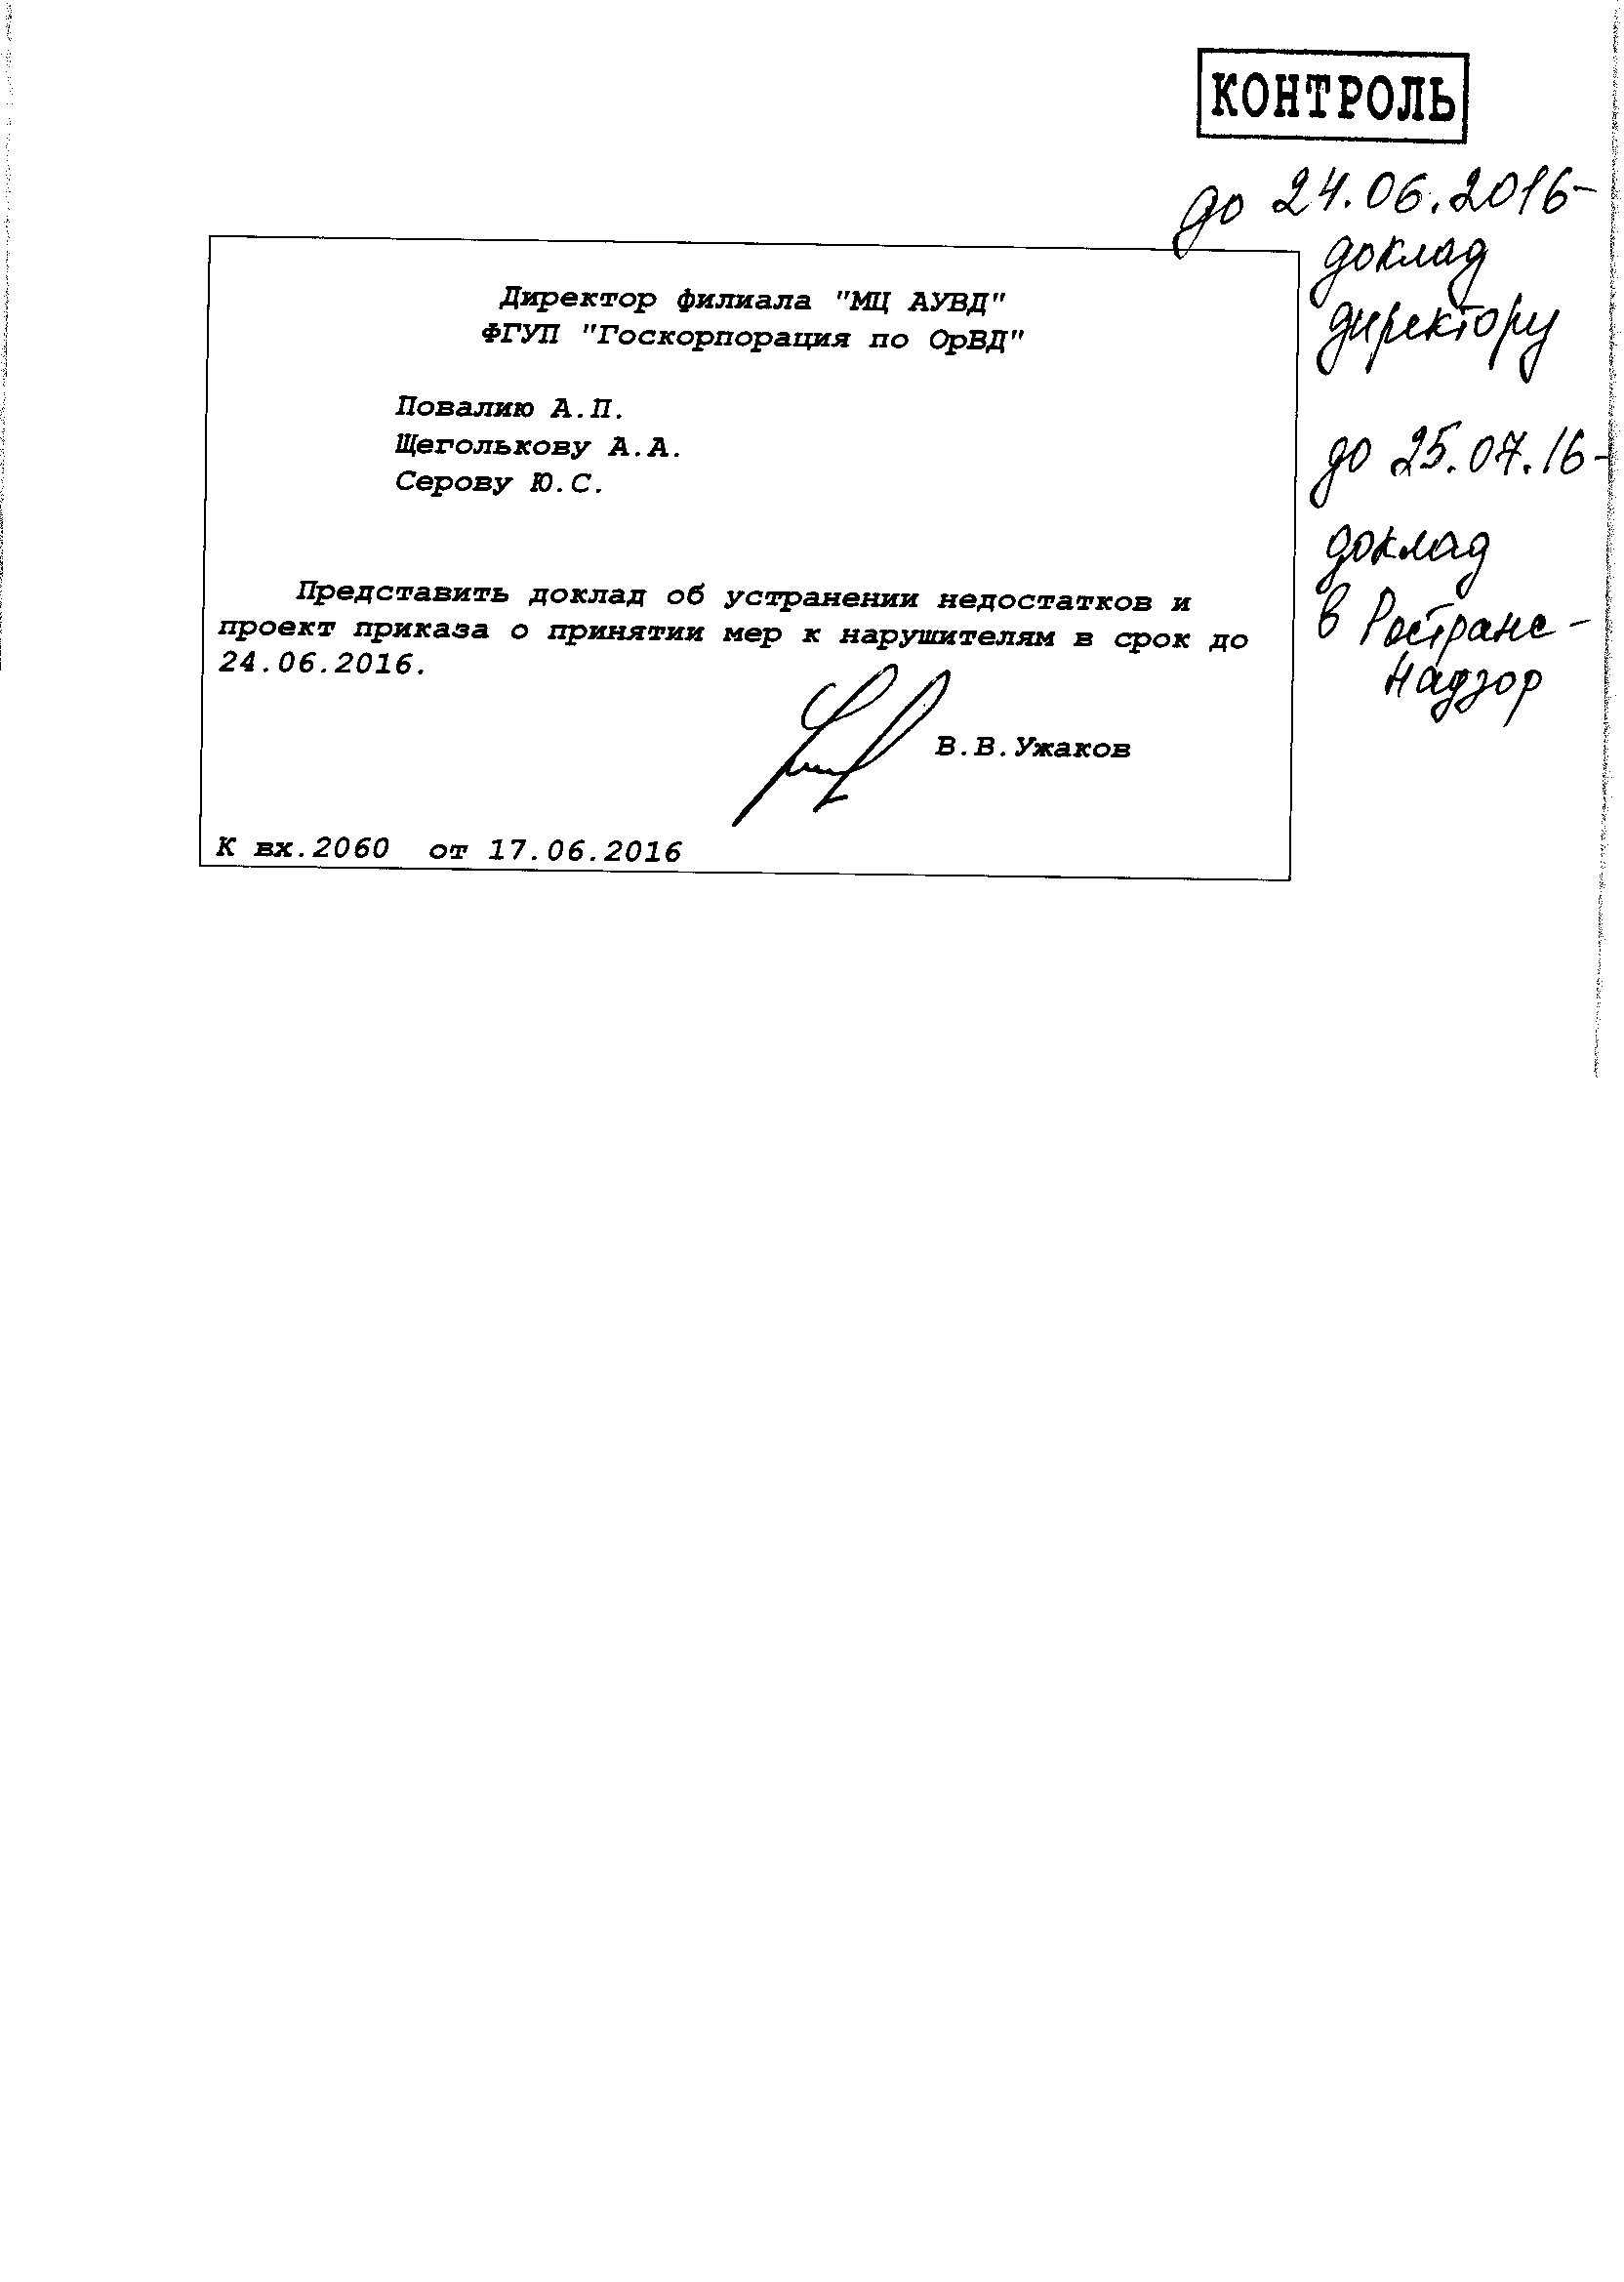 КОНТРОЛЬ
до 24.06.2016-
доклад
директору
до 25.07.16-
доклад
в Ространс-
надзор
Директор филиала "МЦ АУВД"
ФГУП "Госкорпорация по ОрВД"
Повалию А.П.
Щеголькову А.А.
Серову Ю.С.
Представить доклад об устранении недостатков и
проект приказа о принятии мер к нарушителям в срок до
24.06.2016.
В.В.Ужаков
К вх.2060 от 17.06.2016